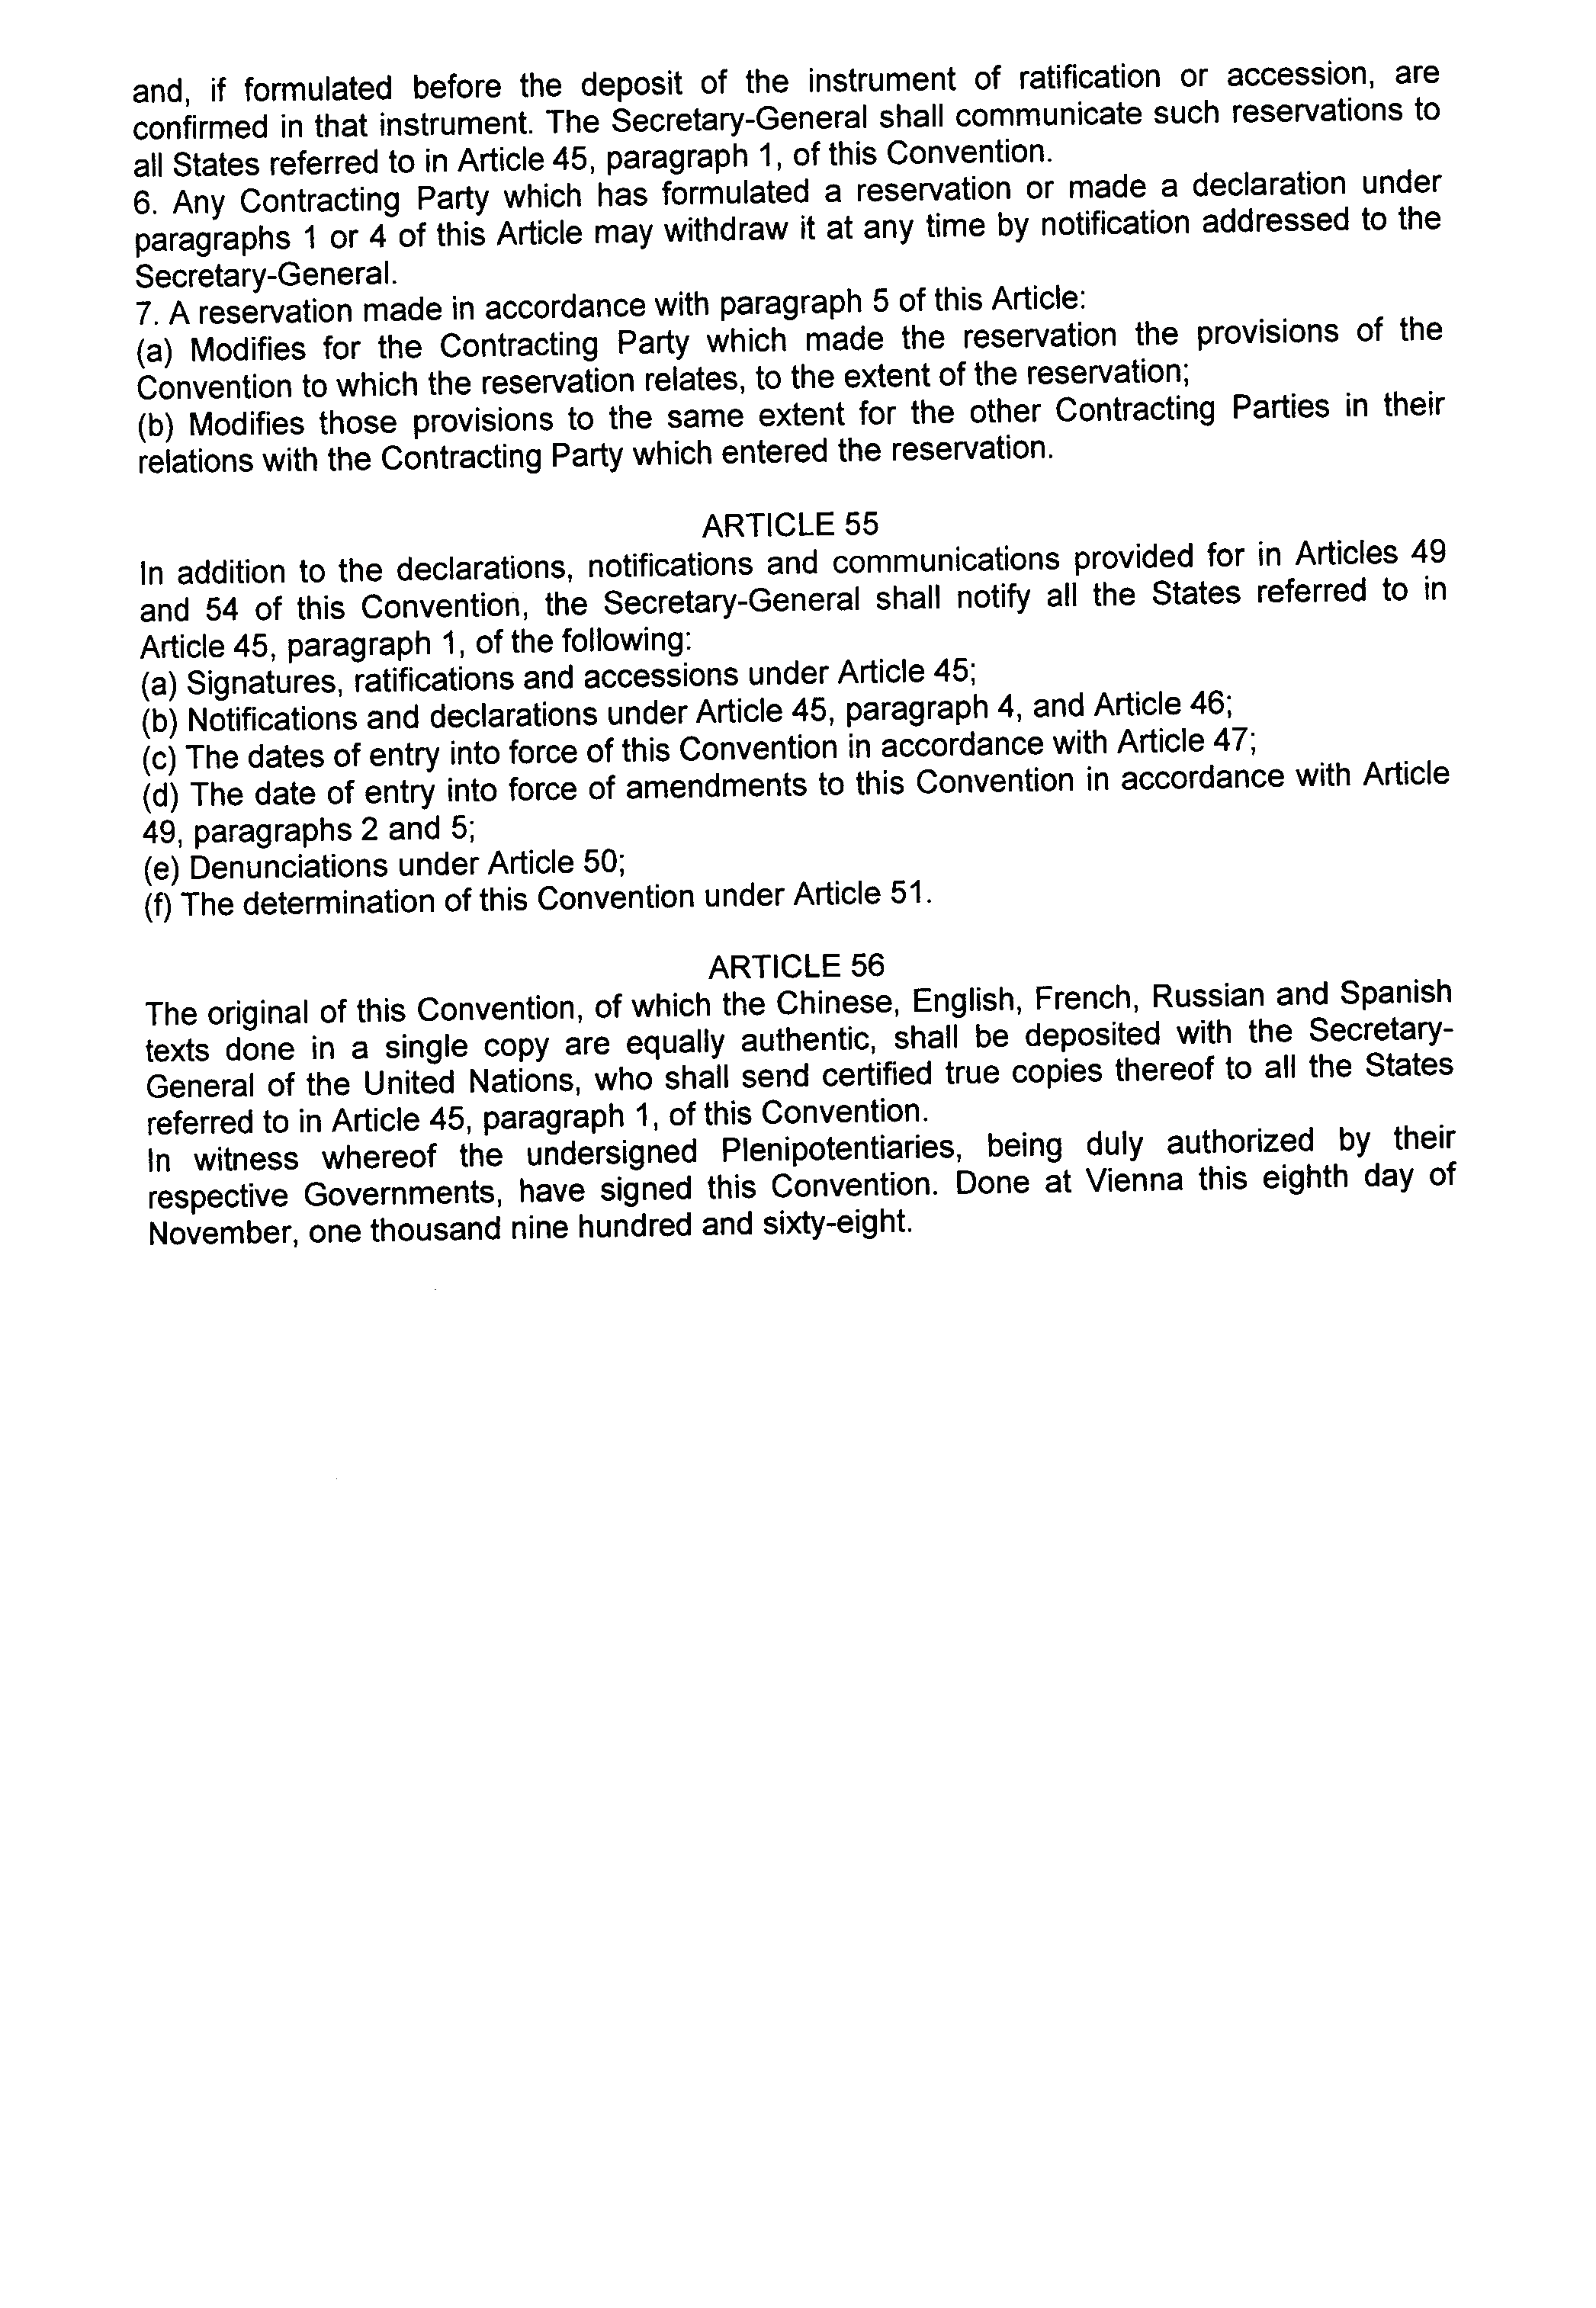 and, if formulated before the deposit of the instrument of ratification or accession, are
confirmed in that instrument. The Secretary-General shall communicate such reservations to
all States referred to in Article 45, paragraph 1, of this Convention.
6. Any Contracting Party which has formulated a reservation or made a declaration under
paragraphs 1 or 4 of this Article may withdraw it at any time by notification addressed to the
Secretary-General.
7. A reservation made in accordance with paragraph 5 of this Article:
(a) Modifies for the Contracting Party which made the reservation the provisions of the
Convention to which the reservation relates, to the extent of the reservation;
(b) Modifies those provisions to the same extent for the other Contracting Parties in their
relations with the Contracting Party which entered the reservation.
ARTICLE 55
In addition to the declarations, notifications and communications provided for in Articles 49
and 54 of this Convention, the Secretary-General shall notify all the States referred to in
Article 45, paragraph 1, of the following:
(a) Signatures, ratifications and accessions under Article 45;
(b) Notifications and declarations under Article 45, paragraph 4, and Article 46;
(c) The dates of entry into force of this Convention in accordance with Article 47;
(d) The date of entry into force of amendments to this Convention in accordance with Article
49, paragraphs 2 and 5;
(e) Denunciations under Article 50;
(f) The determination of this Convention under Article 51.
ARTICLE 56
The original of this Convention, of which the Chinese, English, French, Russian and Spanish
texts done in a single copy are equally authentic, shall be deposited with the Secretary-
General of the United Nations, who shall send certified true copies thereof to all the States
referred to in Article 45, paragraph 1, of this Convention.
In witness whereof the undersigned Plenipotentiaries, being duly authorized by their
respective Governments, have signed this Convention. Done at Vienna this eighth day of
November, one thousand nine hundred and sixty-eight.